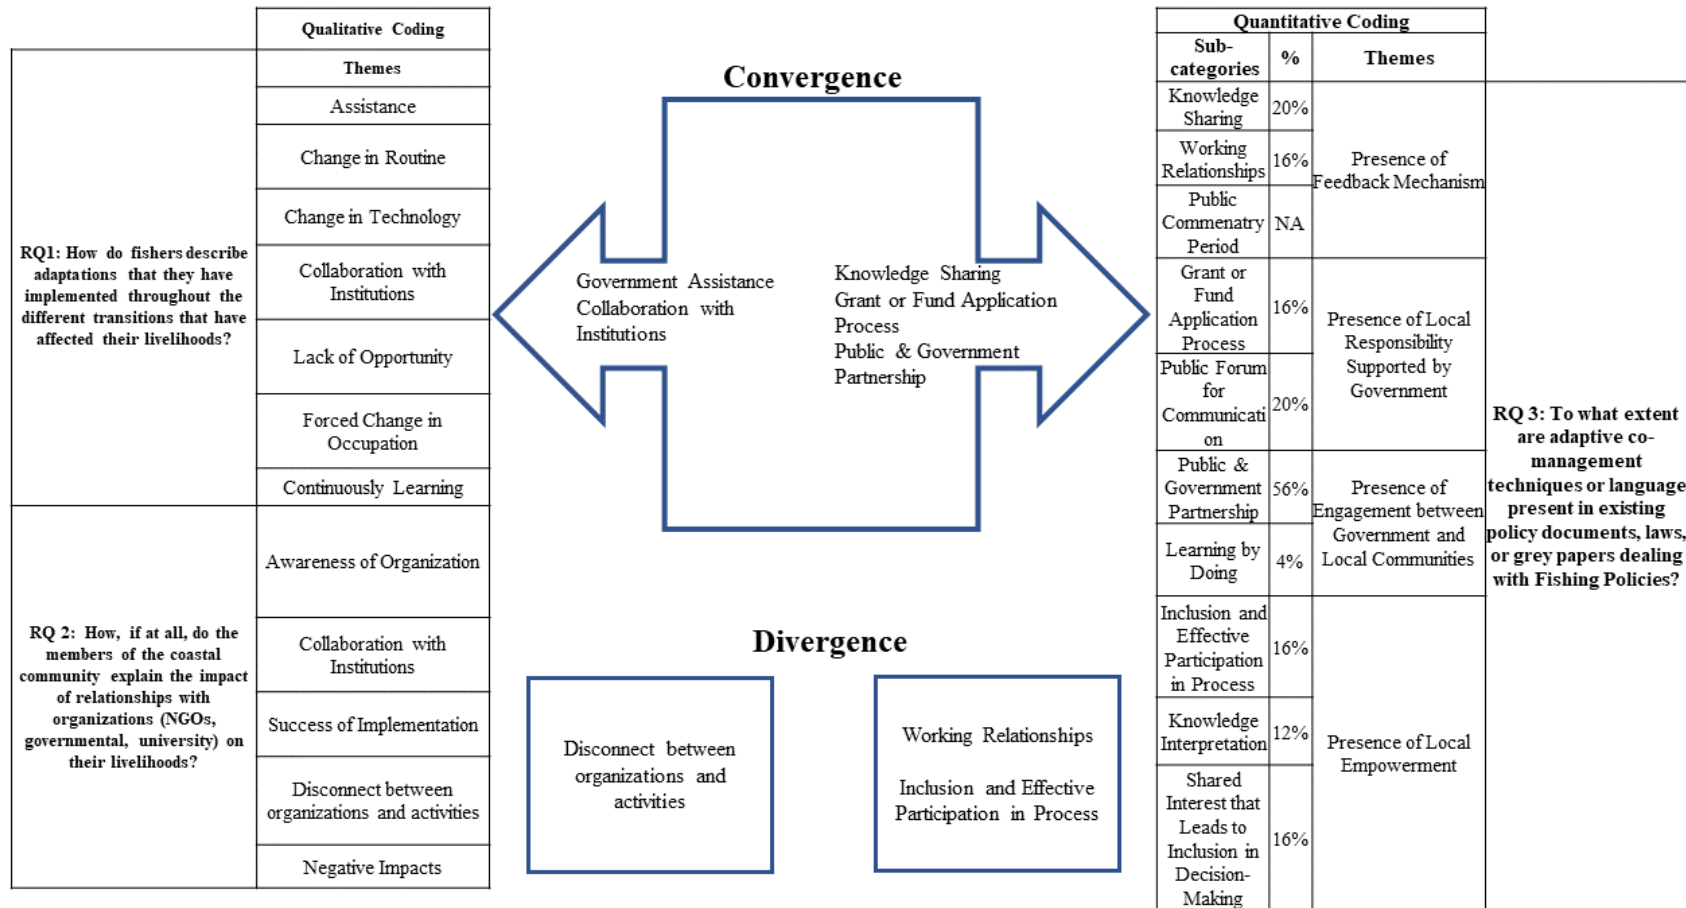 Qualitative Coding
Themes
RQ1: How do fishers describe
adaptations that they have
implemented throughout the
different transitions that have
affected their livelihoods?
Assistance
Change in Routine
Change in Technology
Collaboration with
Institutions
Lack of Opportunity
Forced Change in
Occupation
Continuously Learning
RQ 2: How, if at all, do the
members of the coastal
community explain the impact
of relationships with
organizations (NGOs,
governmental, university) on
their livelihoods?
Awareness of Organization
Collaboration with
Institutions
Success of Implementation
Disconnect between
organizations and activities
Negative Impacts
Convergence
Government Assistance
Collaboration with
Institutions
Knowledge Sharing
Grant or Fund Application
Process
Public & Government
Partnership
Divergence
Disconnect between
organizations and
activities
Working Relationships
Inclusion and Effective
Participation in Process
Quantitative Coding
Sub-
categories
%
Themes
Knowledge
Sharing
20%
Working
Relationships
16%
Public
Commenatry
Period
NA
Presence of
Feedback Mechanism
Grant or
Fund
Application
Process
16%
Public Forum
for
Communicati
on
20%
Presence of Local
Responsibility
Supported by
Government
Public &
Government
Partnership
56%
Learning by
Doing
4%
Presence of
Engagement between
Government and
Local Communities
Inclusion and
Effective
Participation
in Process
16%
Knowledge
Interpretation
12%
Shared
Interest that
Leads to
Inclusion in
Decision-
Making
16%
Presence of Local
Empowerment
RQ 3: To what extent
are adaptive co-
management
techniques or language
present in existing
policy documents, laws,
or grey papers dealing
with Fishing Policies?